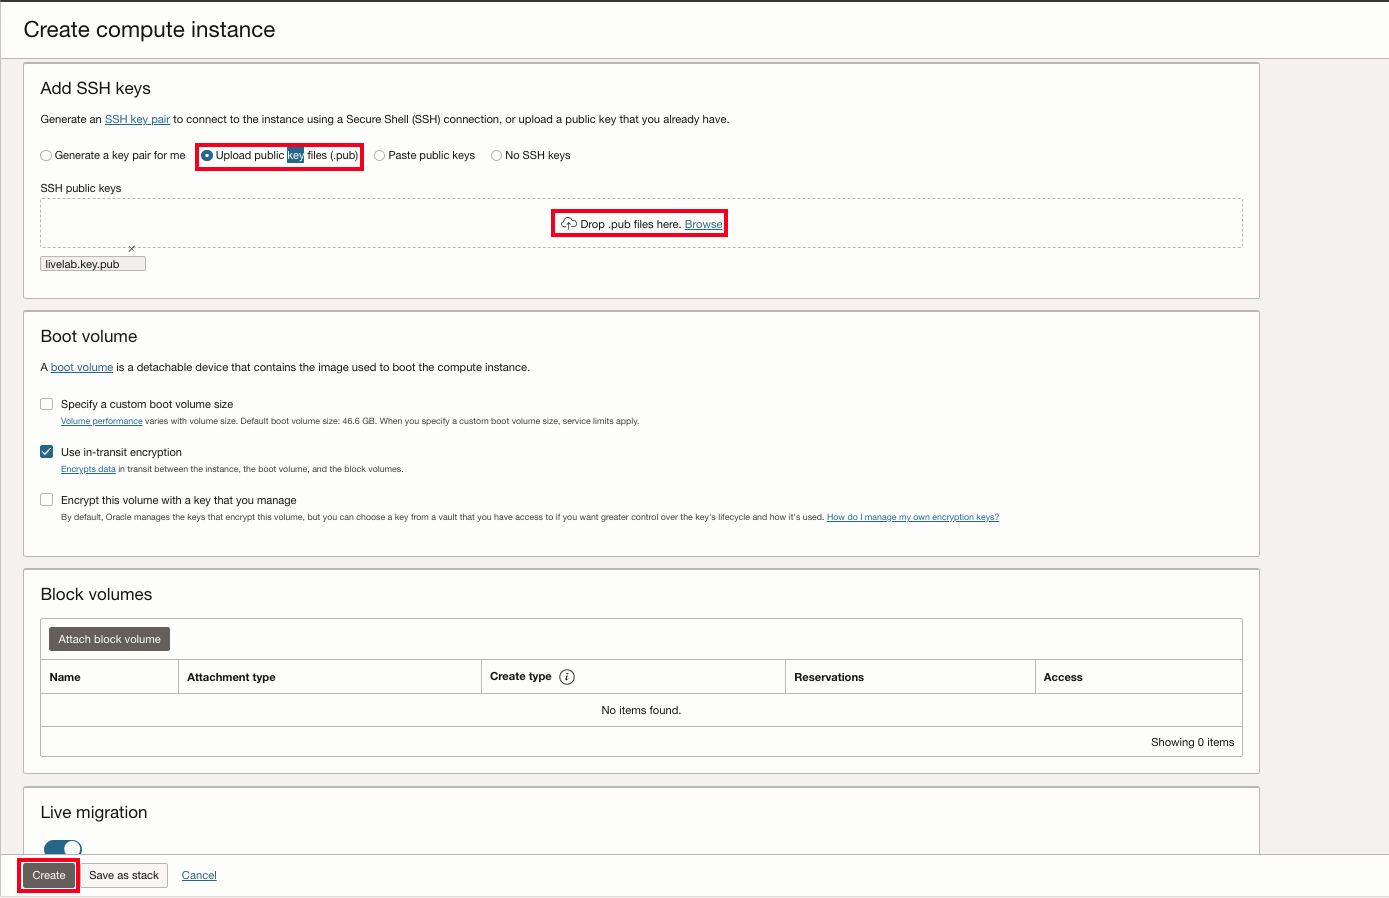 Create compute instance
Add SSH keys
Generate an SSH key pair to connect to the instance using a Secure Shell (SSH) connection, or upload a public key that you already have.
Generate a key pair for me Upload public key files (.pub) Paste public keys No SSH keys
SSH public keys
Drop .pub files here. Browse
livelab.key.pub
Boot volume
A boot volume is a detachable device that contains the image used to boot the compute instance.
Specify a custom boot volume size
Volume performance varies with volume size. Default boot volume size: 46.6 GB. When you specify a custom boot volume size, service limits apply.
Use in-transit encryption
Encrypts data in transit between the instance, the boot volume, and the block volumes.
Encrypt this volume with a key that you manage
By default, Oracle manages the keys that encrypt this volume, but you can choose a key from a vault that you have access to if you want greater control over the key's lifecycle and how it's used. How do I manage my own encryption keys?
Block volumes
Attach block volume
Name Attachment type Create type i Reservations Access
No items found.
Showing 0 items
Live migration
Create Save as stack Cancel